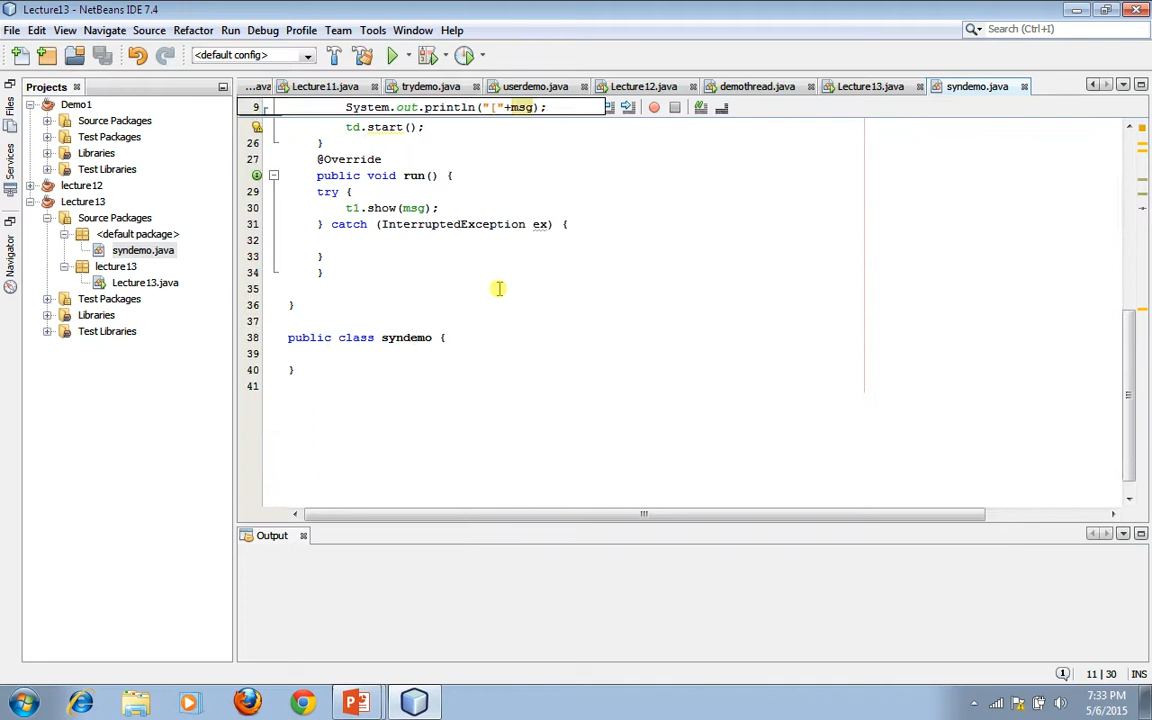 Lecture13 - NetBeans IDE 7.4
File Edit View Navigate Source Refactor Run Debug Profile Team Tools Window Help
Search (Ctrl+I)
<default config>
Projects
...ava Lecture11.java trydemo.java userdemo.java Lecture12.java demothread.java Lecture13.java syndemo.java
Files
Services
Navigator
Demo1
Source Packages
Test Packages
Libraries
Test Libraries
lecture12
Lecture13
Source Packages
<default package>
syndemo.java
lecture13
Lecture13.java
Test Packages
Libraries
Test Libraries
9 System.out.println("["+msg);
td.start();
26 }
27 @Override
public void run() {
29 try {
30 t1.show(msg);
31 } catch (InterruptedException ex) {
32
33 }
34 }
35
36 }
37
38 public class syndemo {
39
40 }
41
Output
1 11 | 30 INS
7:33 PM
5/6/2015